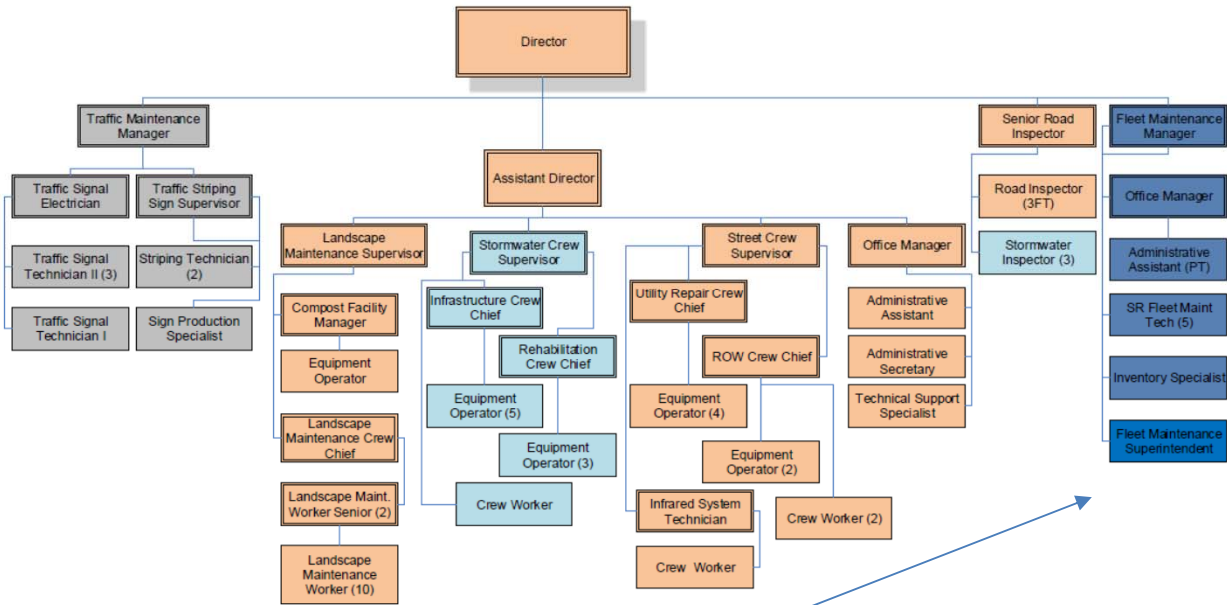 Director
Traffic Maintenance
Manager
Senior Road
Inspector
Fleet Maintenance
Manager
Assistant Director
Traffic Signal
Electrician
Traffic Striping
Sign Supervisor
Road Inspector
(3FT)
Office Manager
Landscape
Maintenance Supervisor
Stormwater Crew
Supervisor
Street Crew
Supervisor
Office Manager
Stormwater
Inspector (3)
Administrative
Assistant (PT)
Traffic Signal
Technician II (3)
Striping Technician
(2)
Compost Facility
Manager
Infrastructure Crew
Chief
Utility Repair Crew
Chief
Administrative
Assistant
SR Fleet Maint
Tech (5)
Traffic Signal
Technician I
Sign Production
Specialist
Equipment
Operator
Rehabilitation
Crew Chief
ROW Crew Chief
Administrative
Secretary
Inventory Specialist
Equipment
Operator (5)
Equipment
Operator (4)
Technical Support
Specialist
Landscape
Maintenance Crew
Chief
Equipment
Operator (3)
Equipment
Operator (2)
Fleet Maintenance
Superintendent
Landscape Maint.
Worker Senior (2)
Crew Worker
Infrared System
Technician
Crew Worker (2)
Landscape
Maintenance
Worker (10)
Crew Worker